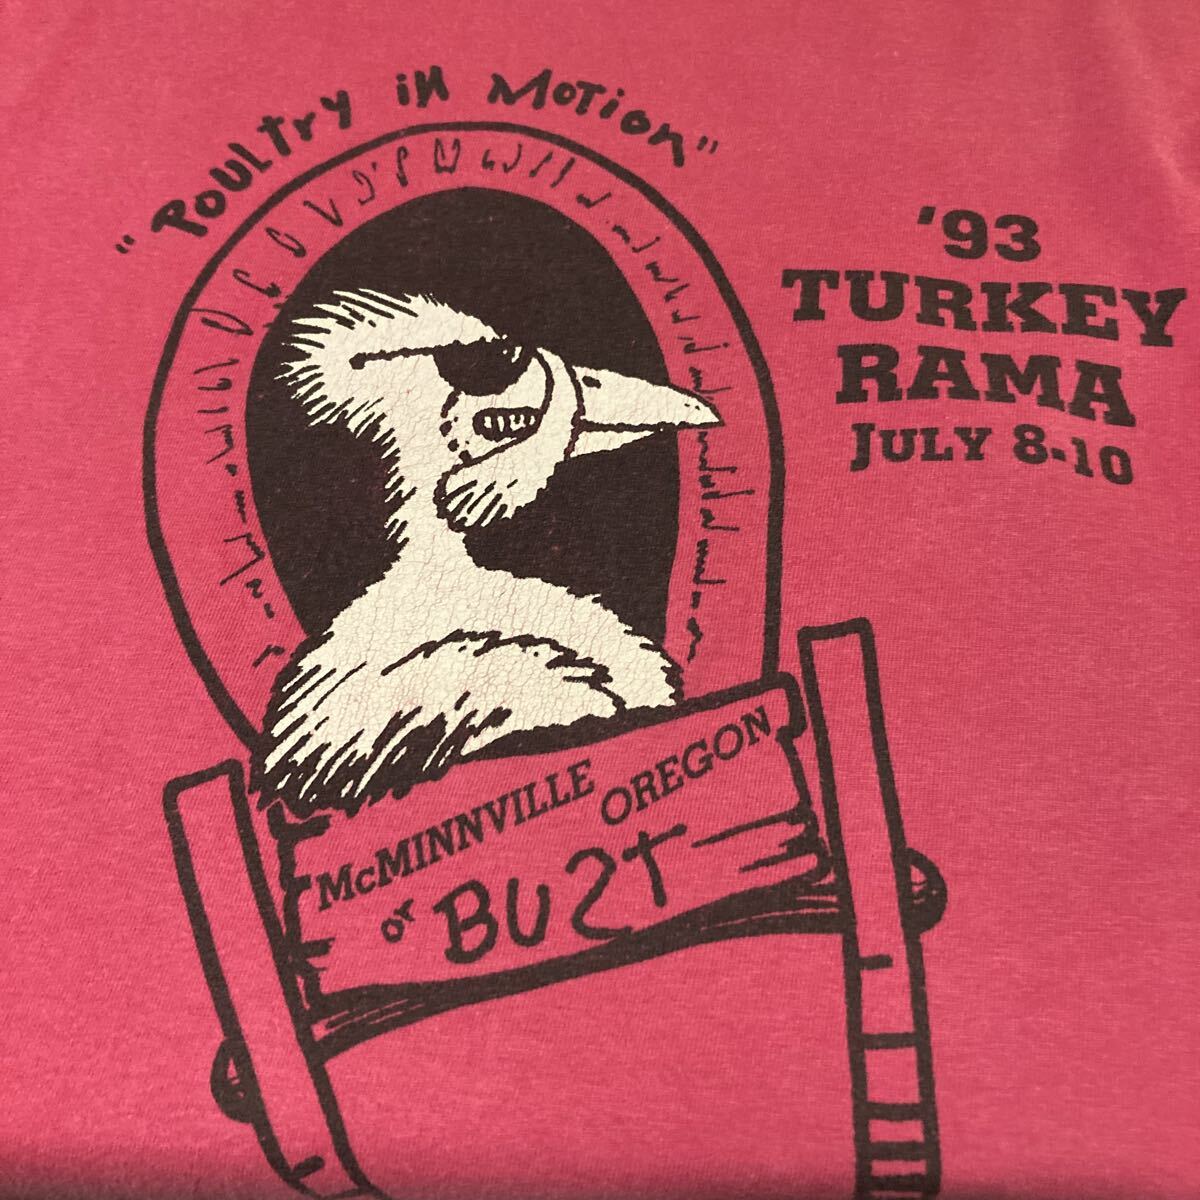 "Poultry in Motion"
'93
TURKEY
RAMA
JULY 8-10
McMINNVILLE
OREGON
or BUST